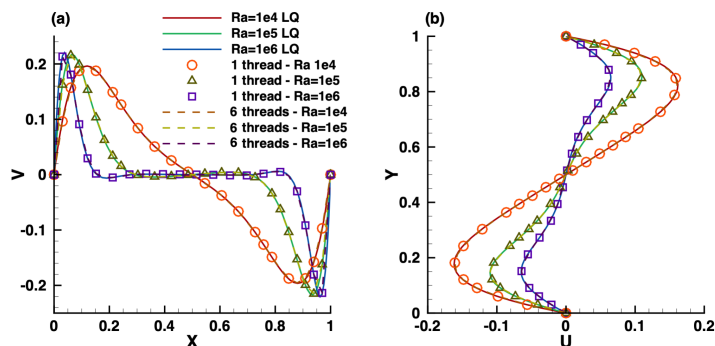 (a)
Ra=1e4 LQ
Ra=1e5 LQ
Ra=1e6 LQ
1 thread - Ra 1e4
1 thread - Ra=1e5
1 thread - Ra=1e6
6 threads - Ra=1e4
6 threads - Ra=1e5
6 threads - Ra=1e6
0.2
0.1
0
-0.1
-0.2
V
0 0.2 0.4 0.6 0.8 1
X
(b)
1
0.8
0.6
0.4
0.2
0
Y
-0.2 -0.1 0 0.1 0.2
U